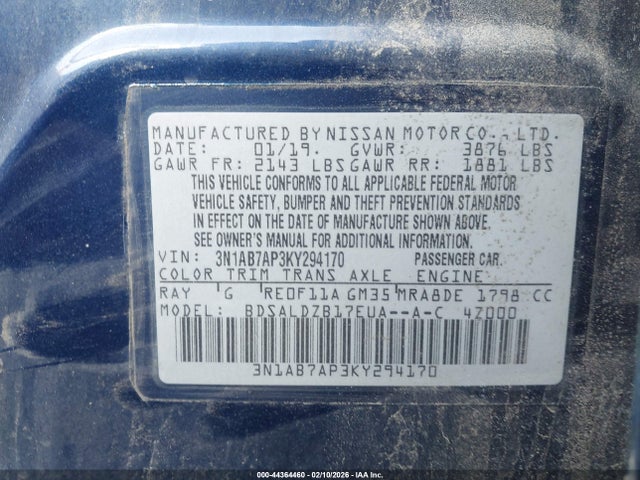 MANUFACTURED BY NISSAN MOTOR CO., LTD.
DATE: 01/19. GVWR: 3876 LBS
GAWR FR: 2143 LBS GAWR RR: 1881 LBS
THIS VEHICLE CONFORMS TO ALL APPLICABLE FEDERAL MOTOR
VEHICLE SAFETY, BUMPER AND THEFT PREVENTION STANDARDS
IN EFFECT ON THE DATE OF MANUFACTURE SHOWN ABOVE.
SEE OWNER'S MANUAL FOR ADDITIONAL INFORMATION.
VIN: 3N1AB7AP3KY294170 PASSENGER CAR.
COLOR TRIM TRANS AXLE ENGINE
RAY G RE0F11A GM35 MRA8DE 1798 CC
MODEL: BDSALDZB17EUA--A-C 4Z000
3N1AB7AP3KY294170
000-44364460 - 02/10/2026 - IAA Inc.